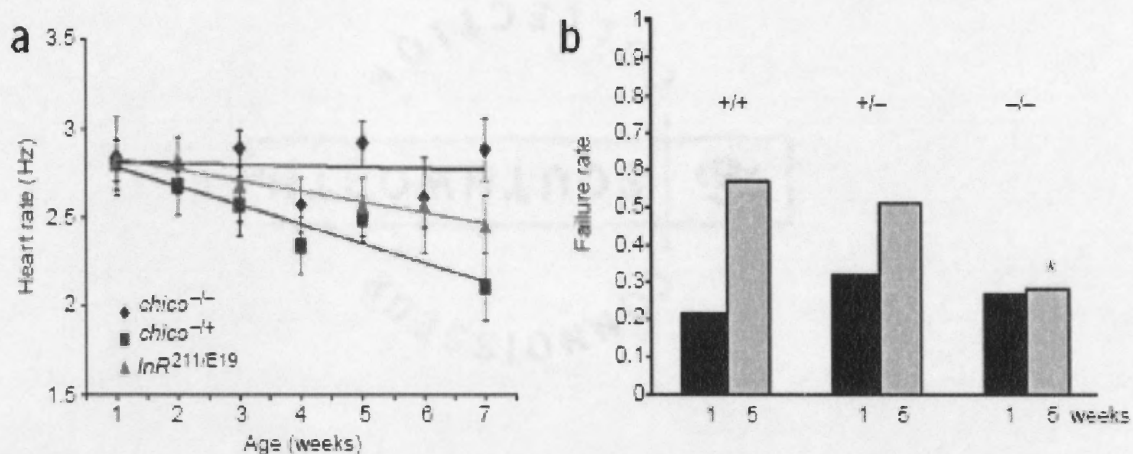 a
3.5
3
2.5
2
1.5
Heart rate (Hz)
chico–/–
chico–/+
InR211/E19
1 2 3 4 5 6 7
Age (weeks)
b
1
0.9
0.8
0.7
0.6
0.5
0.4
0.3
0.2
0.1
0
Failure rate
+/+ +/– –/–
*
1 5 1 5 1 5 weeks